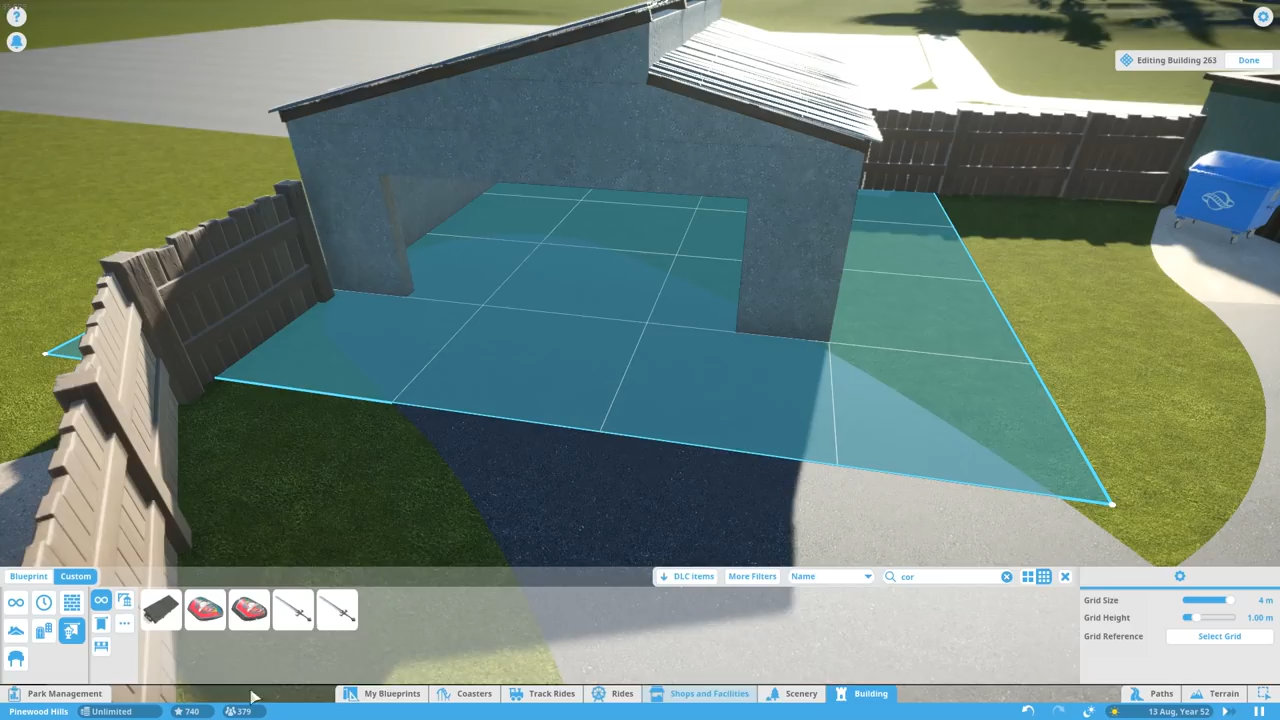 Editing Building 263 Done
Blueprint Custom
DLC items More Filters Name cor
Grid Size 4 m
Grid Height 1.00 m
Grid Reference Select Grid
Park Management My Blueprints Coasters Track Rides Rides Shops and Facilities Scenery Building Paths Terrain
Pinewood Hills Unlimited 740 379 13 Aug, Year 52